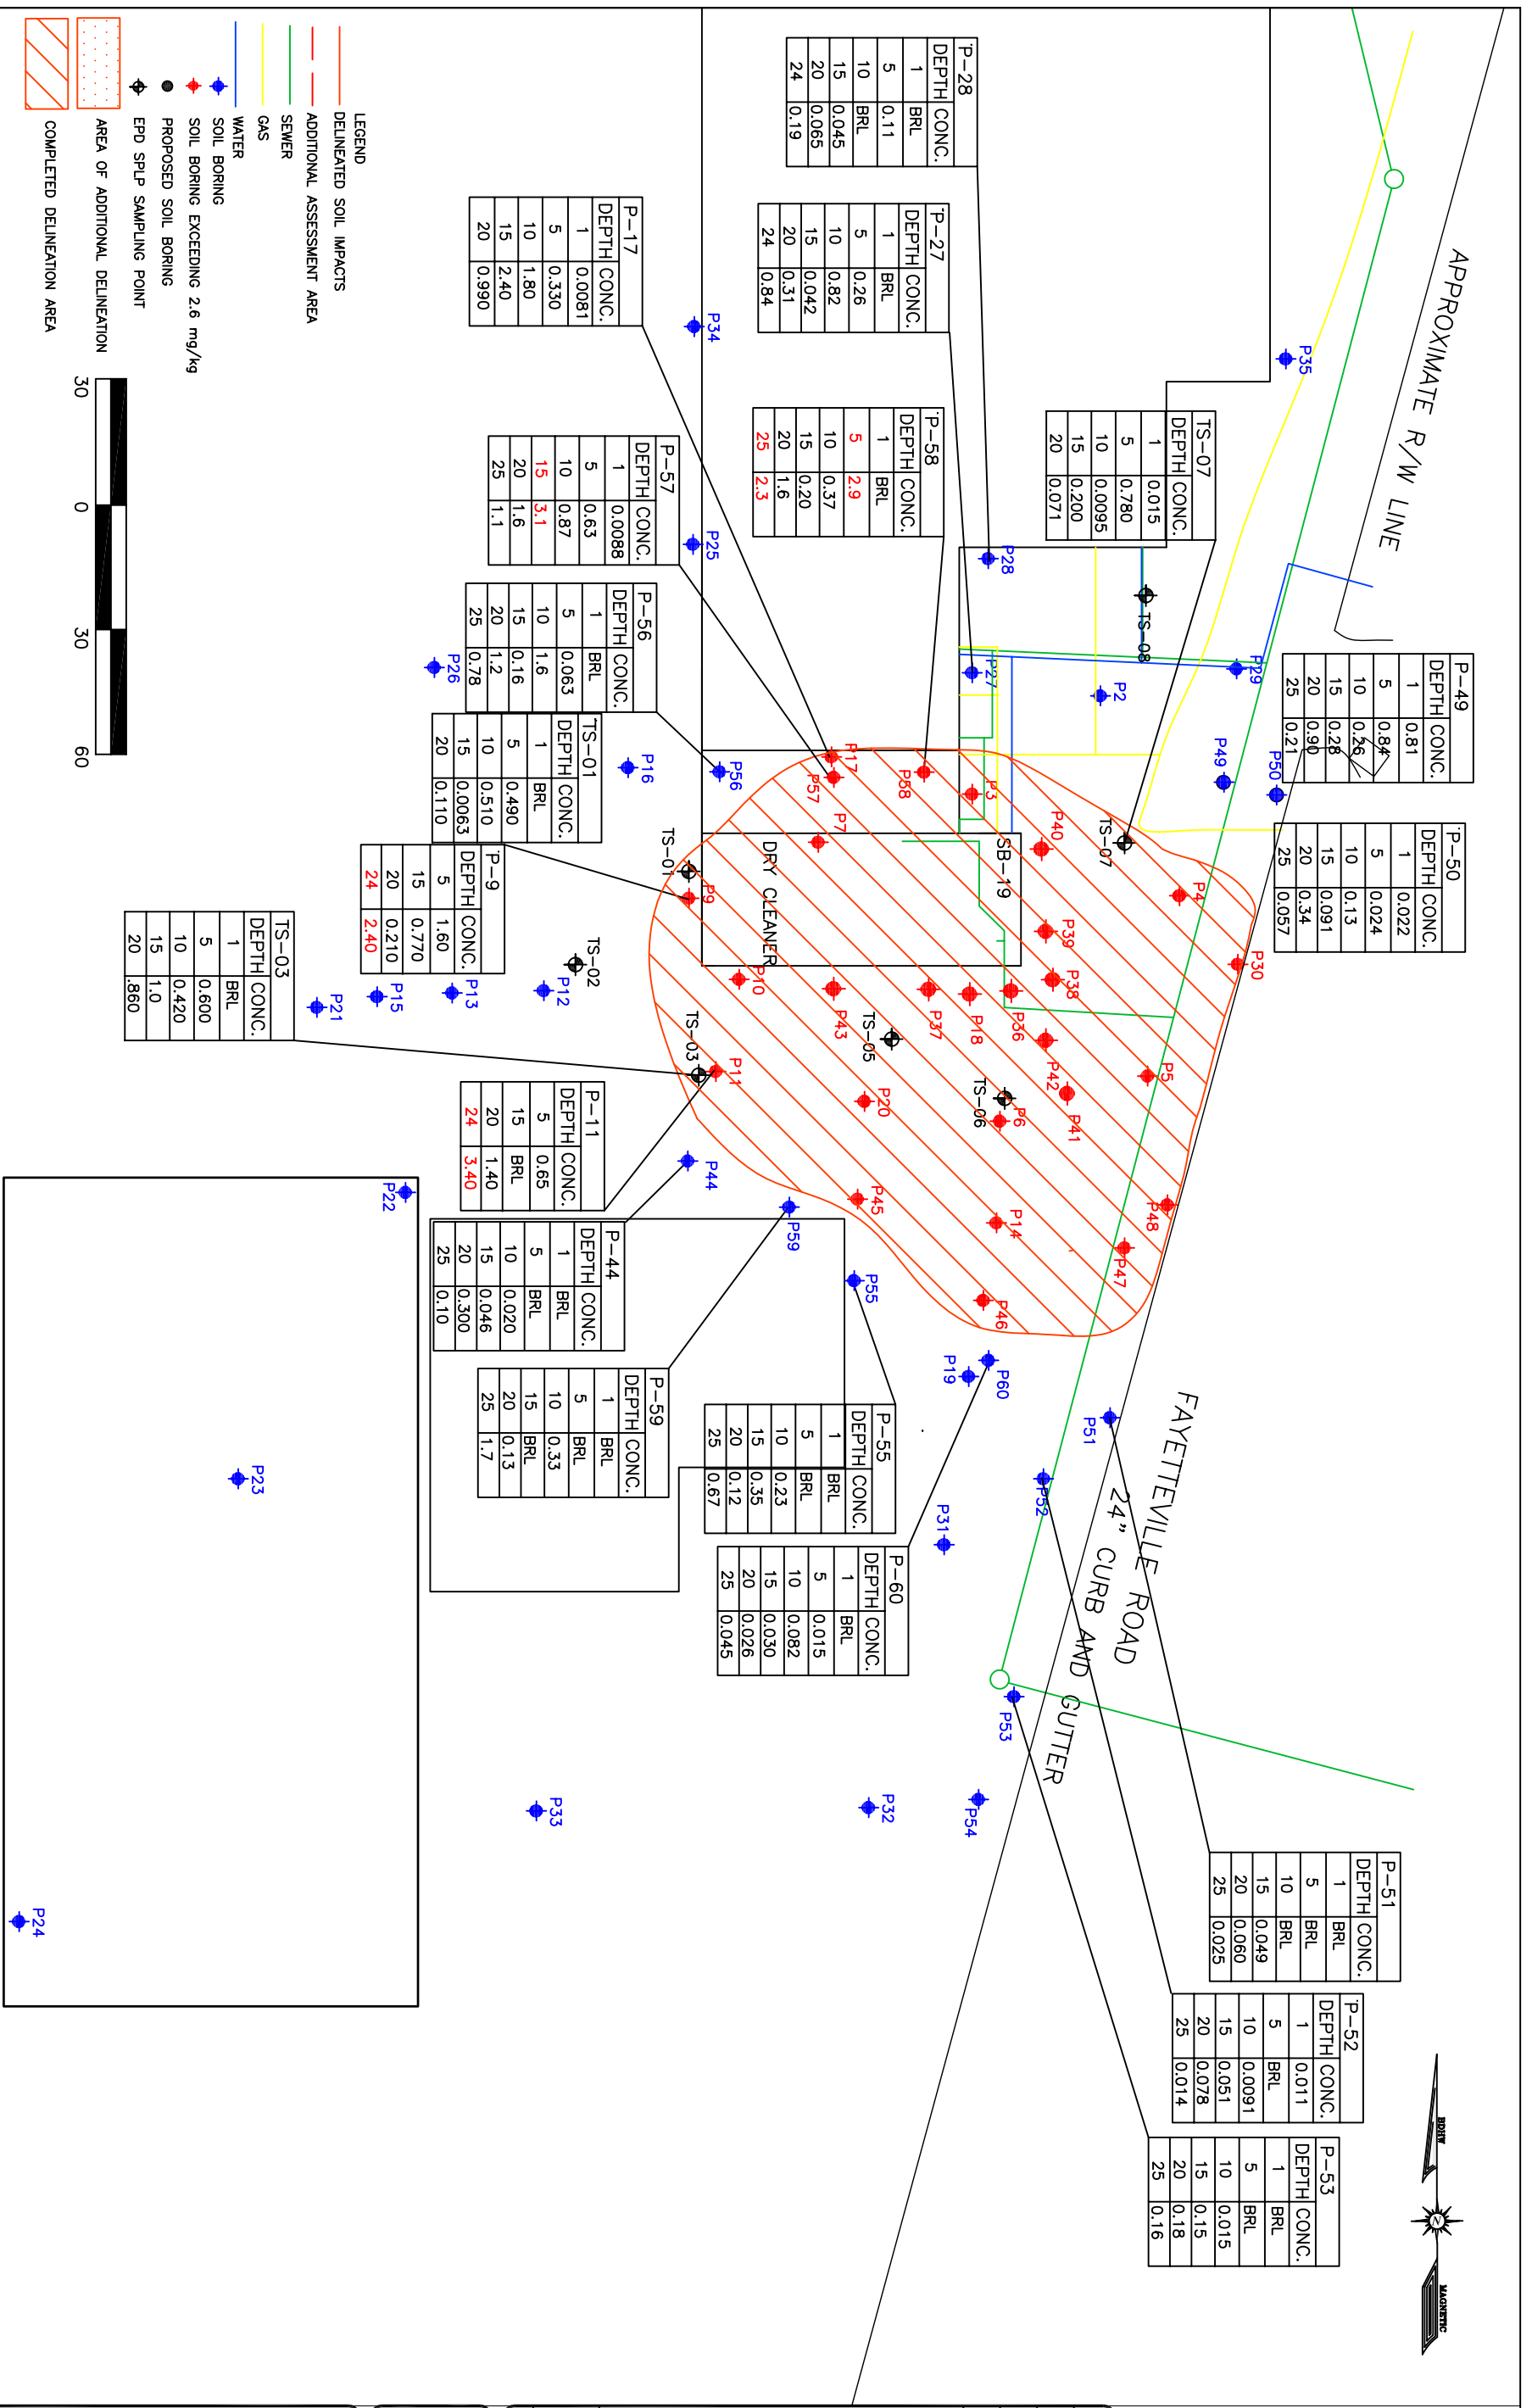 APPROXIMATE R/W LINE
FAYETTEVILLE ROAD
24" CURB AND GUTTER
P-28
DEPTH CONC.
1 BRL
5 0.11
10 BRL
15 0.045
20 0.065
24 0.19
P-27
DEPTH CONC.
1 BRL
5 0.26
10 0.82
15 0.042
20 0.31
24 0.84
P-17
DEPTH CONC.
1 0.0081
5 0.330
10 1.80
15 2.40
20 0.990
TS-07
DEPTH CONC.
1 0.015
5 0.780
10 0.0095
15 0.200
20 0.071
P-58
DEPTH CONC.
1 BRL
5 2.9
10 0.37
15 0.20
20 1.6
25 2.3
P-57
DEPTH CONC.
1 0.0088
5 0.63
10 0.87
15 3.1
20 1.6
25 1.1
P-56
DEPTH CONC.
1 BRL
5 0.063
10 1.6
15 0.16
20 1.2
25 0.78
P-49
DEPTH CONC.
1 0.81
5 0.84
10 0.26
15 0.28
20 0.90
25 0.21
P-50
DEPTH CONC.
1 0.022
5 0.024
10 0.13
15 0.091
20 0.34
25 0.057
TS-01
DEPTH CONC.
1 BRL
5 0.490
10 0.510
15 0.0063
20 0.110
P-9
DEPTH CONC.
5 1.60
15 0.770
20 0.210
24 2.40
TS-03
DEPTH CONC.
1 BRL
5 0.600
10 0.420
15 1.0
20 .860
P-11
DEPTH CONC.
5 0.65
15 BRL
20 1.40
24 3.40
P-44
DEPTH CONC.
1 BRL
5 BRL
10 0.020
15 0.046
20 0.300
25 0.10
P-59
DEPTH CONC.
1 BRL
5 BRL
10 0.33
15 BRL
20 0.13
25 1.7
P-55
DEPTH CONC.
1 BRL
5 BRL
10 0.23
15 0.35
20 0.12
25 0.67
P-60
DEPTH CONC.
1 BRL
5 0.015
10 0.082
15 0.030
20 0.026
25 0.045
P-51
DEPTH CONC.
1 BRL
5 BRL
10 BRL
15 0.049
20 0.060
25 0.025
P-52
DEPTH CONC.
1 0.011
5 BRL
10 0.0091
15 0.051
20 0.078
25 0.014
P-53
DEPTH CONC.
1 BRL
5 BRL
10 0.015
15 0.15
20 0.18
25 0.16
P35
P34
P25
P28
TS-08
P29
P27
P2
P26
P49
P50
P16
P56
P17
P57
P58
P3
P7
P40
TS-07
P4
SB-19
DRY CLEANER
TS-01
P9
P39
P30
TS-02
P10
P43
P37
P18
P36
P38
P12
P13
P15
P21
TS-05
P42
P5
P41
TS-03
P11
P20
TS-06
P6
P44
P22
P59
P45
P14
P48
P47
P55
P46
P19
P60
P51
P52
P23
P31
P53
P33
P32
P54
P24
LEGEND
DELINEATED SOIL IMPACTS
ADDITIONAL ASSESSMENT AREA
SEWER
GAS
WATER
SOIL BORING
SOIL BORING EXCEEDING 2.6 mg/kg
PROPOSED SOIL BORING
EPD SPLP SAMPLING POINT
AREA OF ADDITIONAL DELINEATION
COMPLETED DELINEATION AREA
30 0 30 60
BDHW
N
MAGNETIC